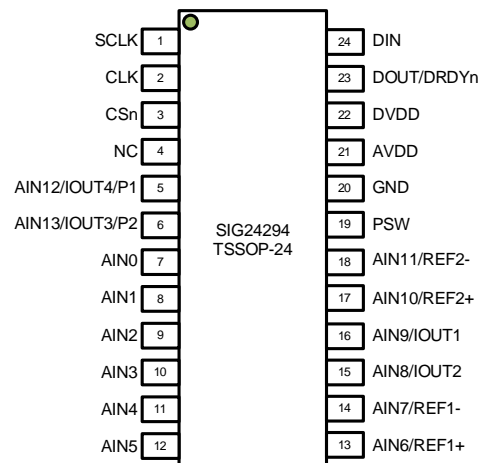 SCLK 1 24 DIN
CLK 2 23 DOUT/DRDYn
CSn 3 22 DVDD
NC 4 21 AVDD
AIN12/IOUT4/P1 5 20 GND
AIN13/IOUT3/P2 6 19 PSW
SIG24294
TSSOP-24
AIN0 7 18 AIN11/REF2-
AIN1 8 17 AIN10/REF2+
AIN2 9 16 AIN9/IOUT1
AIN3 10 15 AIN8/IOUT2
AIN4 11 14 AIN7/REF1-
AIN5 12 13 AIN6/REF1+